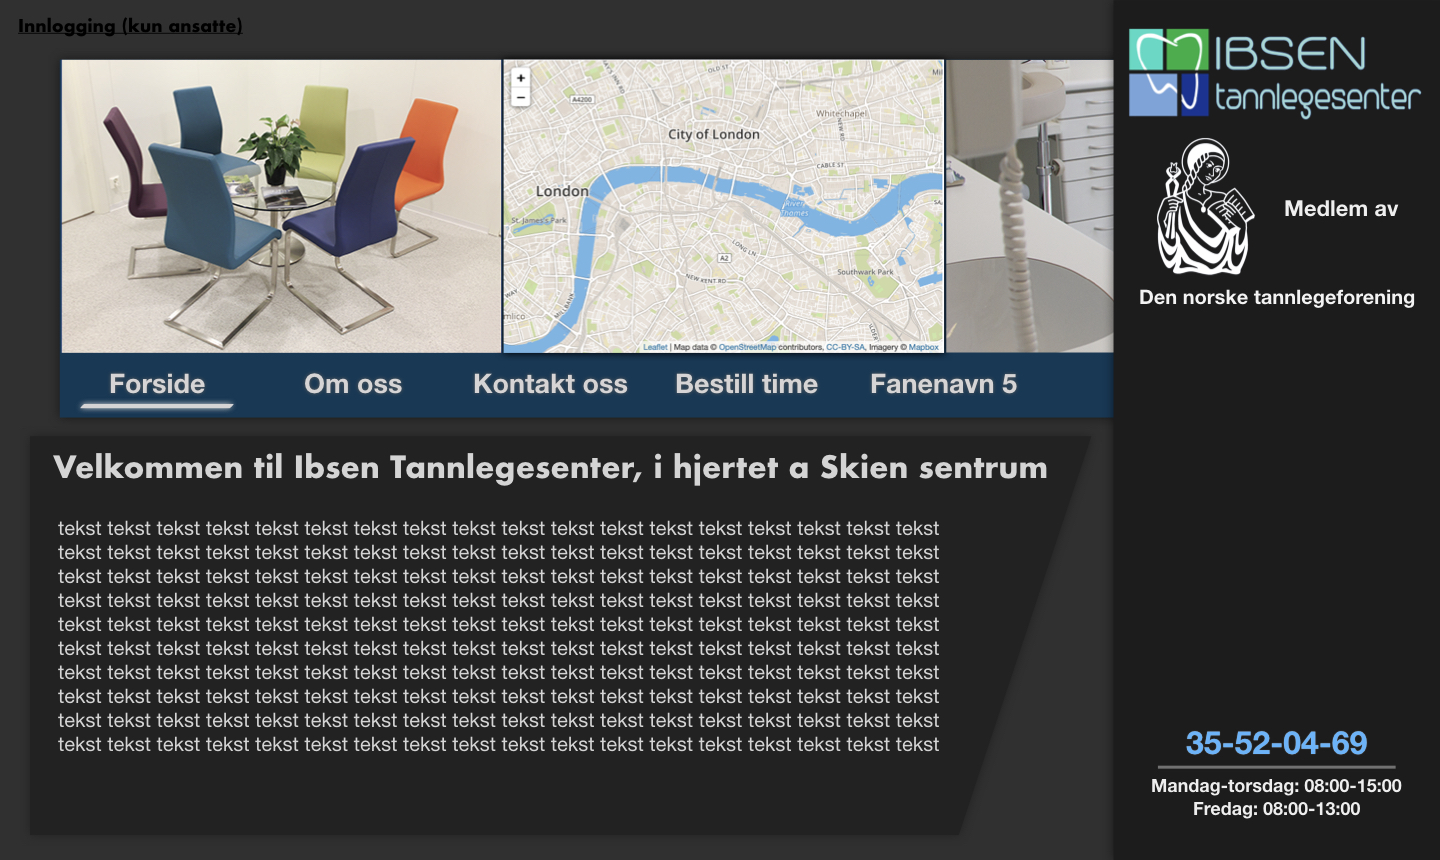 Innlogging (kun ansatte)
IBSEN
tannlegesenter
Medlem av
Den norske tannlegeforening
+
−
A4200
OLD ST
Mil
Whitechapel
City of London
NEW RD
CABLE ST
London
St. James's Park
River
Thames
SA
LONG LN
A2
Southwark Park
NEW KENT RD
WAY
MILLBANK
mlico
Leaflet | Map data © OpenStreetMap contributors, CC-BY-SA, Imagery © Mapbox
Forside
Om oss
Kontakt oss
Bestill time
Fanenavn 5
Velkommen til Ibsen Tannlegesenter, i hjertet a Skien sentrum
tekst tekst tekst tekst tekst tekst tekst tekst tekst tekst tekst tekst tekst tekst tekst tekst tekst tekst
tekst tekst tekst tekst tekst tekst tekst tekst tekst tekst tekst tekst tekst tekst tekst tekst tekst tekst
tekst tekst tekst tekst tekst tekst tekst tekst tekst tekst tekst tekst tekst tekst tekst tekst tekst tekst
tekst tekst tekst tekst tekst tekst tekst tekst tekst tekst tekst tekst tekst tekst tekst tekst tekst tekst
tekst tekst tekst tekst tekst tekst tekst tekst tekst tekst tekst tekst tekst tekst tekst tekst tekst tekst
tekst tekst tekst tekst tekst tekst tekst tekst tekst tekst tekst tekst tekst tekst tekst tekst tekst tekst
tekst tekst tekst tekst tekst tekst tekst tekst tekst tekst tekst tekst tekst tekst tekst tekst tekst tekst
tekst tekst tekst tekst tekst tekst tekst tekst tekst tekst tekst tekst tekst tekst tekst tekst tekst tekst
tekst tekst tekst tekst tekst tekst tekst tekst tekst tekst tekst tekst tekst tekst tekst tekst tekst tekst
tekst tekst tekst tekst tekst tekst tekst tekst tekst tekst tekst tekst tekst tekst tekst tekst tekst tekst
35-52-04-69
Mandag-torsdag: 08:00-15:00
Fredag: 08:00-13:00